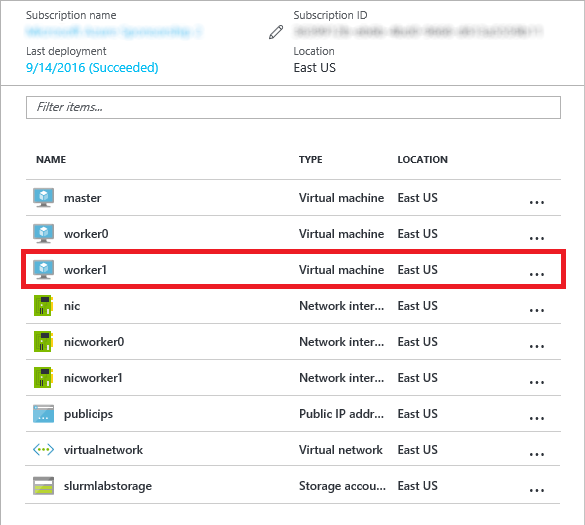 Subscription name
Subscription ID
Last deployment
Location
9/14/2016 (Succeeded)
East US
Filter items...
NAME TYPE LOCATION
master Virtual machine East US ...
worker0 Virtual machine East US ...
worker1 Virtual machine East US ...
nic Network inter... East US ...
nicworker0 Network inter... East US ...
nicworker1 Network inter... East US ...
publicips Public IP addr... East US ...
virtualnetwork Virtual network East US ...
slurmlabstorage Storage accou... East US ...